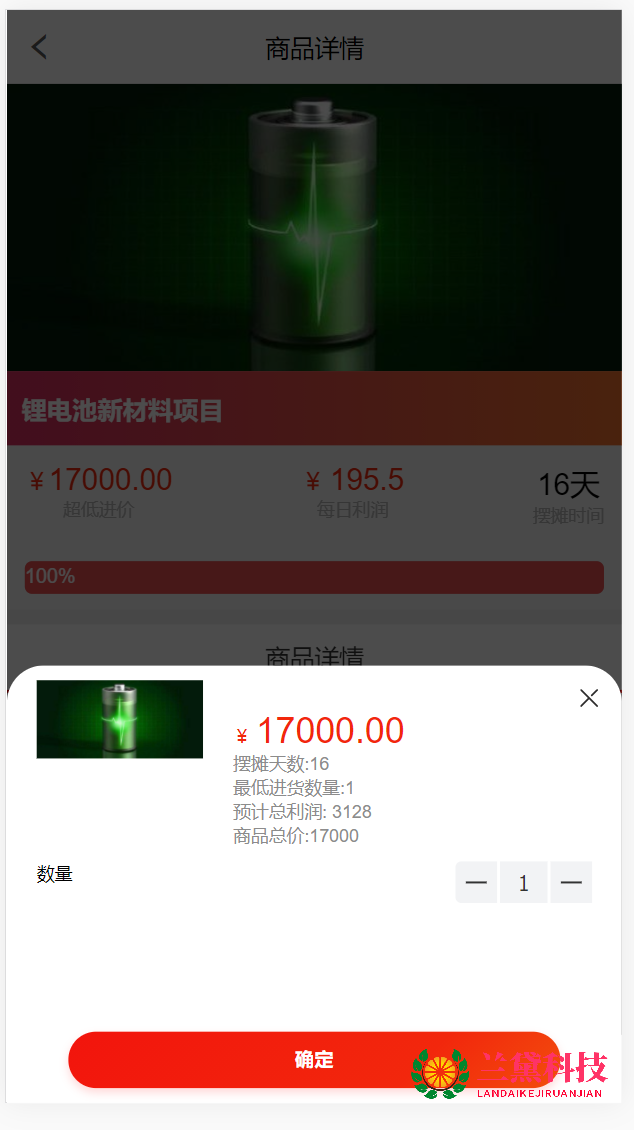 商品详情
锂电池新材料项目
￥17000.00 ￥ 195.5 16天
超低进价 每日利润 摆摊时间
100%
商品详情
￥ 17000.00
摆摊天数:16
最低进货数量:1
预计总利润: 3128
商品总价:17000
数量 1
确定
兰黛科技
LANDAIKEJIRUANJIAN